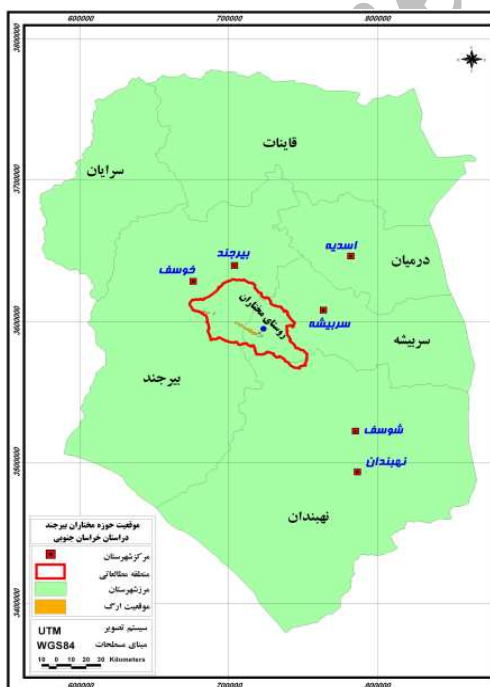 600000 700000 800000
3800000
قاینات
سرایان
3700000
بیرجند
اسدیه
درمیان
خوسف
روستای مختاران
سربیشه
3600000
سربیشه
بیرجند
شوسف
3500000
نهبندان
نهبندان
3400000
موقعیت حوزه مختاران بیرجند
دراستان خراسان جنوبی
مرکزشهرستان
منطقه مطالعاتی
مرزشهرستان
موقعیت ارگ
سیستم تصویر UTM
مبنای مسطحات WGS84
10 0 10 20 30 Kilometers
600000 700000 800000